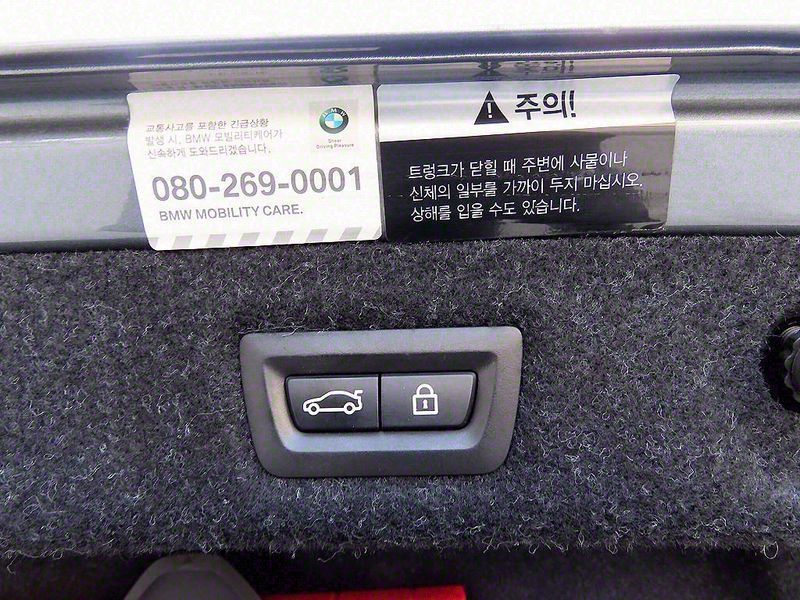 교통사고를 포함한 긴급상황
발생 시, BMW 모빌리티케어가
신속하게 도와드리겠습니다.
BMW
Sheer
Driving Pleasure
080-269-0001
BMW MOBILITY CARE.
주의!
트렁크가 닫힐 때 주변에 사물이나
신체의 일부를 가까이 두지 마십시오.
상해를 입을 수도 있습니다.